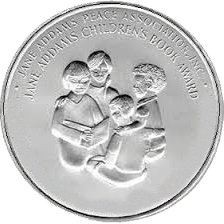 · JANE ADDAMS PEACE ASSOCIATION, INC. ·
JANE ADDAMS CHILDREN'S BOOK AWARD